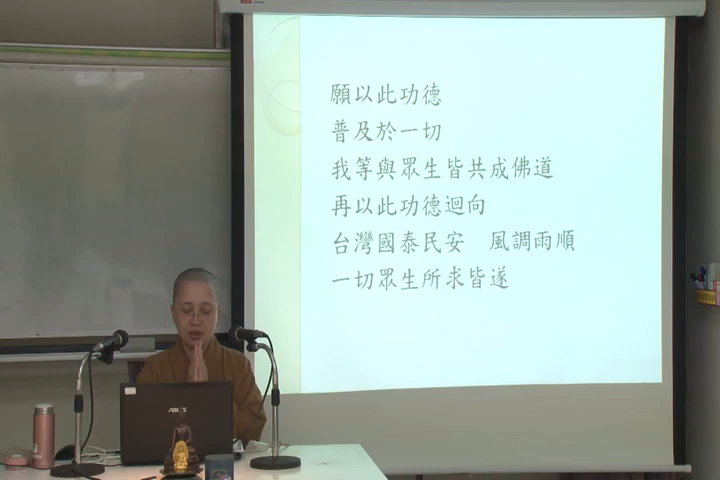 願以此功德
普及於一切
我等與眾生皆共成佛道
再以此功德迴向
台灣國泰民安　風調雨順
一切眾生所求皆遂
ASUS